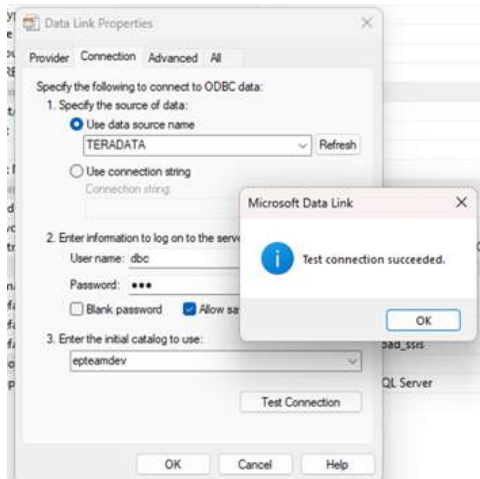 Data Link Properties
Provider Connection Advanced All
Specify the following to connect to ODBC data:
1. Specify the source of data:
Use data source name
TERADATA
Refresh
Use connection string
Connection string:
2. Enter information to log on to the serve
User name: dbc
Password: •••
Blank password
Allow sa
3. Enter the initial catalog to use:
epteamdev
Test Connection
OK Cancel Help
Microsoft Data Link
Test connection succeeded.
OK
oad_ssis
QL Server